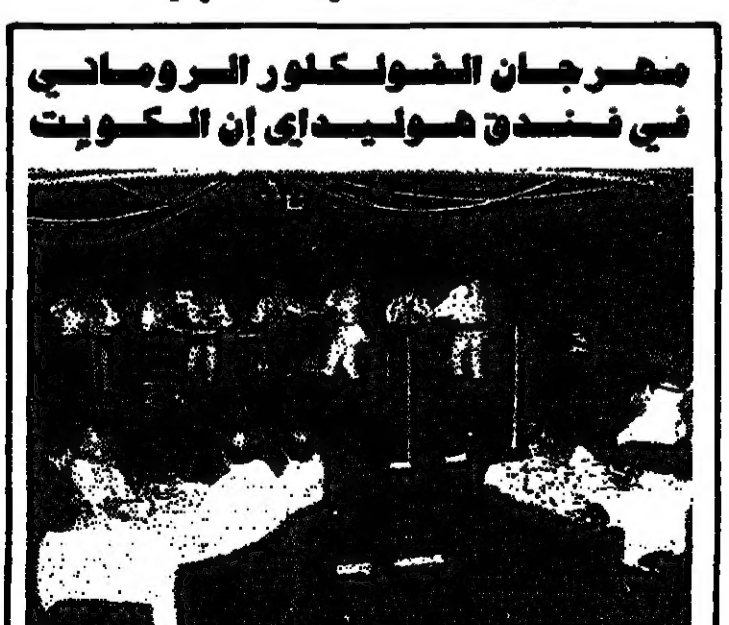 مهرجان الفولكلور الروماني
في فندق هوليداي إن الكويت